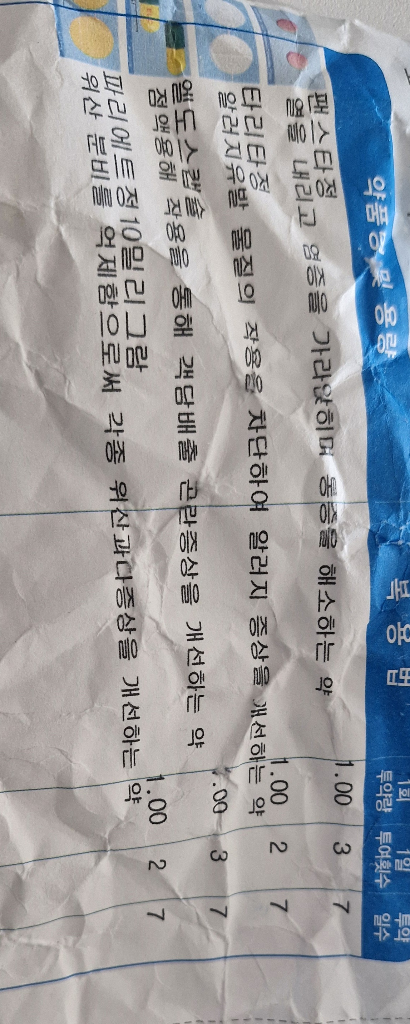 약품명 및 용량
복 용 법
1회 투약량
1일 투여횟수
투약 일수
팬스타정
열을 내리고 염증을 가라앉히며 통증을 해소하는 약
1.00 3 7
타리타정
알러지유발 물질의 작용을 차단하여 알러지 증상을 개선하는 약
1.00 2 7
엘도스캡슐
점액용해 작용을 통해 객담배출 곤란증상을 개선하는 약
1.00 3 7
파리에트정10밀리그람
위산 분비를 억제함으로써 각종 위산과다증상을 개선하는 약
1.00 2 7